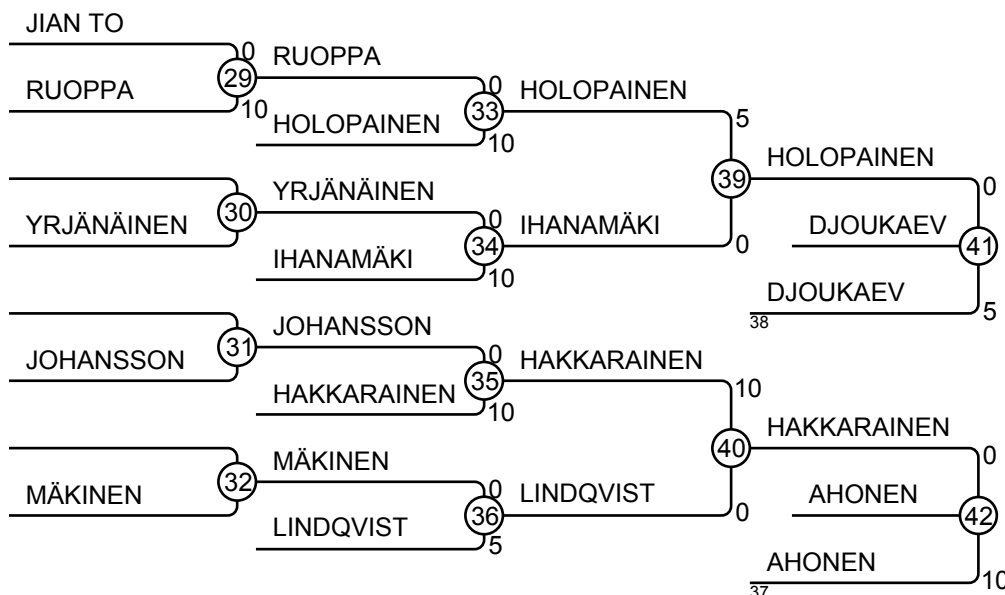 JIAN TO
0
29
RUOPPA
RUOPPA
10
0
33
HOLOPAINEN
HOLOPAINEN
10
5
39
HOLOPAINEN
YRJÄNÄINEN
30
YRJÄNÄINEN
0
34
IHANAMÄKI
IHANAMÄKI
10
0
0
DJOUKAEV
41
DJOUKAEV
38
5
JOHANSSON
31
JOHANSSON
0
35
HAKKARAINEN
HAKKARAINEN
10
10
40
HAKKARAINEN
MÄKINEN
32
MÄKINEN
0
36
LINDQVIST
LINDQVIST
5
0
0
AHONEN
42
AHONEN
37
10